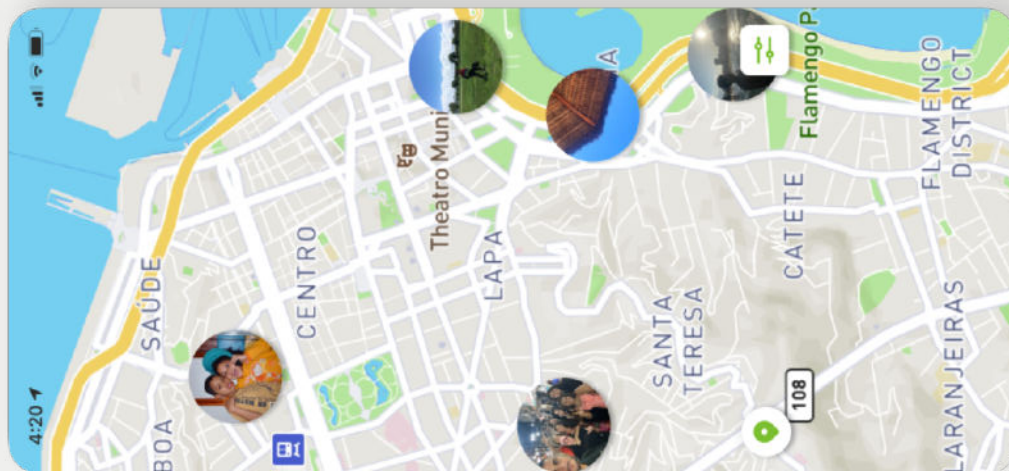 4:20
SAÚDE
BOA
CENTRO
Theatro Muni
LAPA
A
SANTA
TERESA
CATETE
Flamengo P
FLAMENGO
DISTRICT
108
LARANJEIRAS